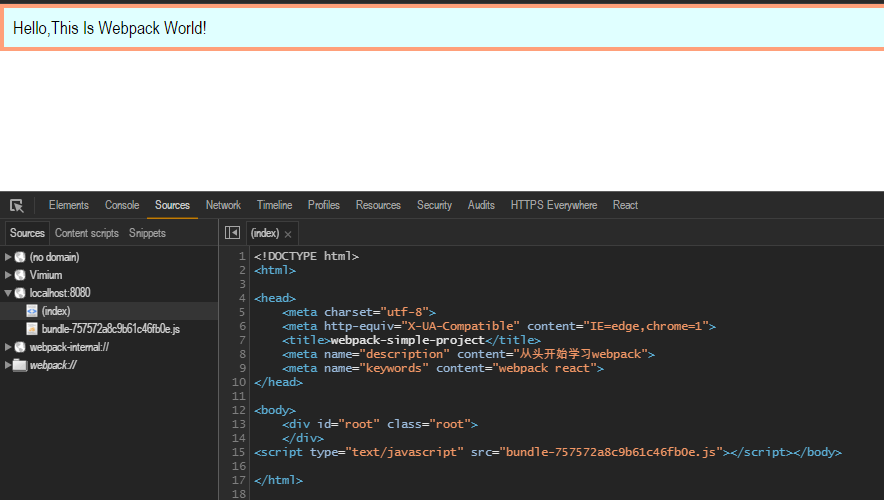 Hello,This Is Webpack World!
Elements Console Sources Network Timeline Profiles Resources Security Audits HTTPS Everywhere React
Sources Content scripts Snippets
(no domain)
Vimium
localhost:8080
(index)
bundle-757572a8c9b61c46fb0e.js
webpack-internal://
webpack://
(index) ×
1 <!DOCTYPE html>
2 <html>
3
4 <head>
5 <meta charset="utf-8">
6 <meta http-equiv="X-UA-Compatible" content="IE=edge,chrome=1">
7 <title>webpack-simple-project</title>
8 <meta name="description" content="从头开始学习webpack">
9 <meta name="keywords" content="webpack react">
10 </head>
11
12 <body>
13 <div id="root" class="root">
14 </div>
15 <script type="text/javascript" src="bundle-757572a8c9b61c46fb0e.js"></script></body>
16
17 </html>
18